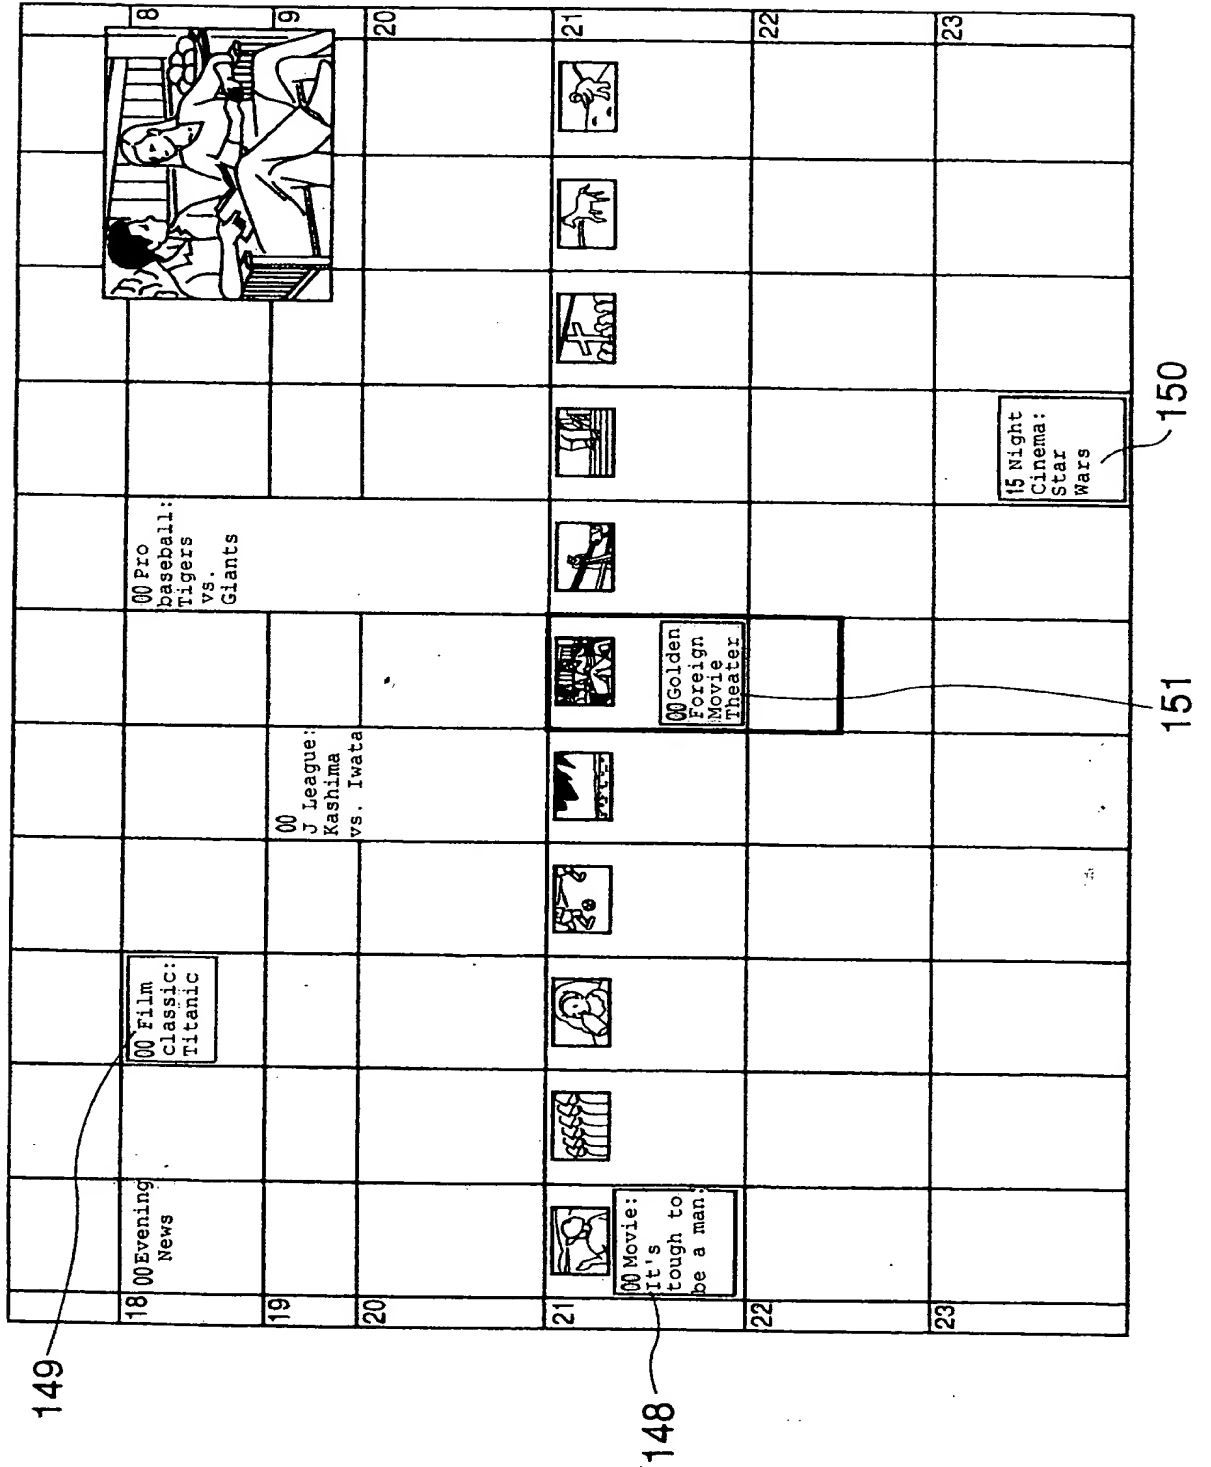 149
18
00 Evening
News
00 Film
classic:
Titanic
00 Pro
baseball:
Tigers
vs.
Giants
8
19
00
J League:
Kashima
vs. Iwata
9
20
20
21
21
148
00 Movie:
It's
tough to
be a man
00 Golden
Foreign
Movie
Theater
22
22
23
23
15 Night
Cinema:
Star
Wars
151
150